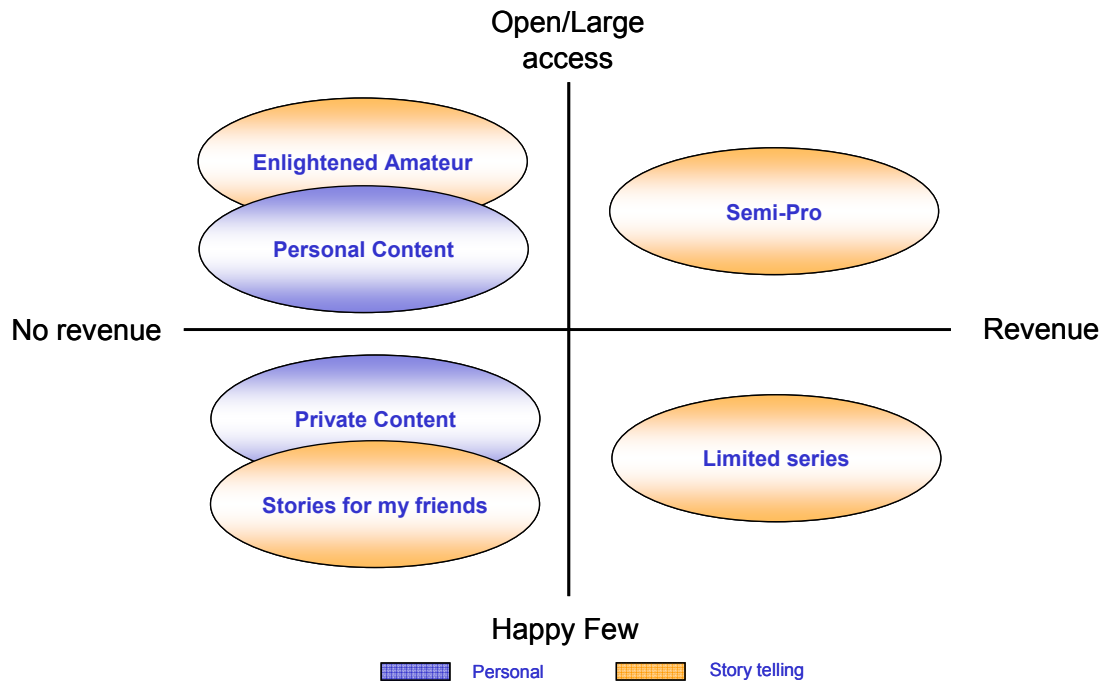 Open/Large
access
Enlightened Amateur
Semi-Pro
Personal Content
No revenue
Revenue
Private Content
Limited series
Stories for my friends
Happy Few
Personal
Story telling